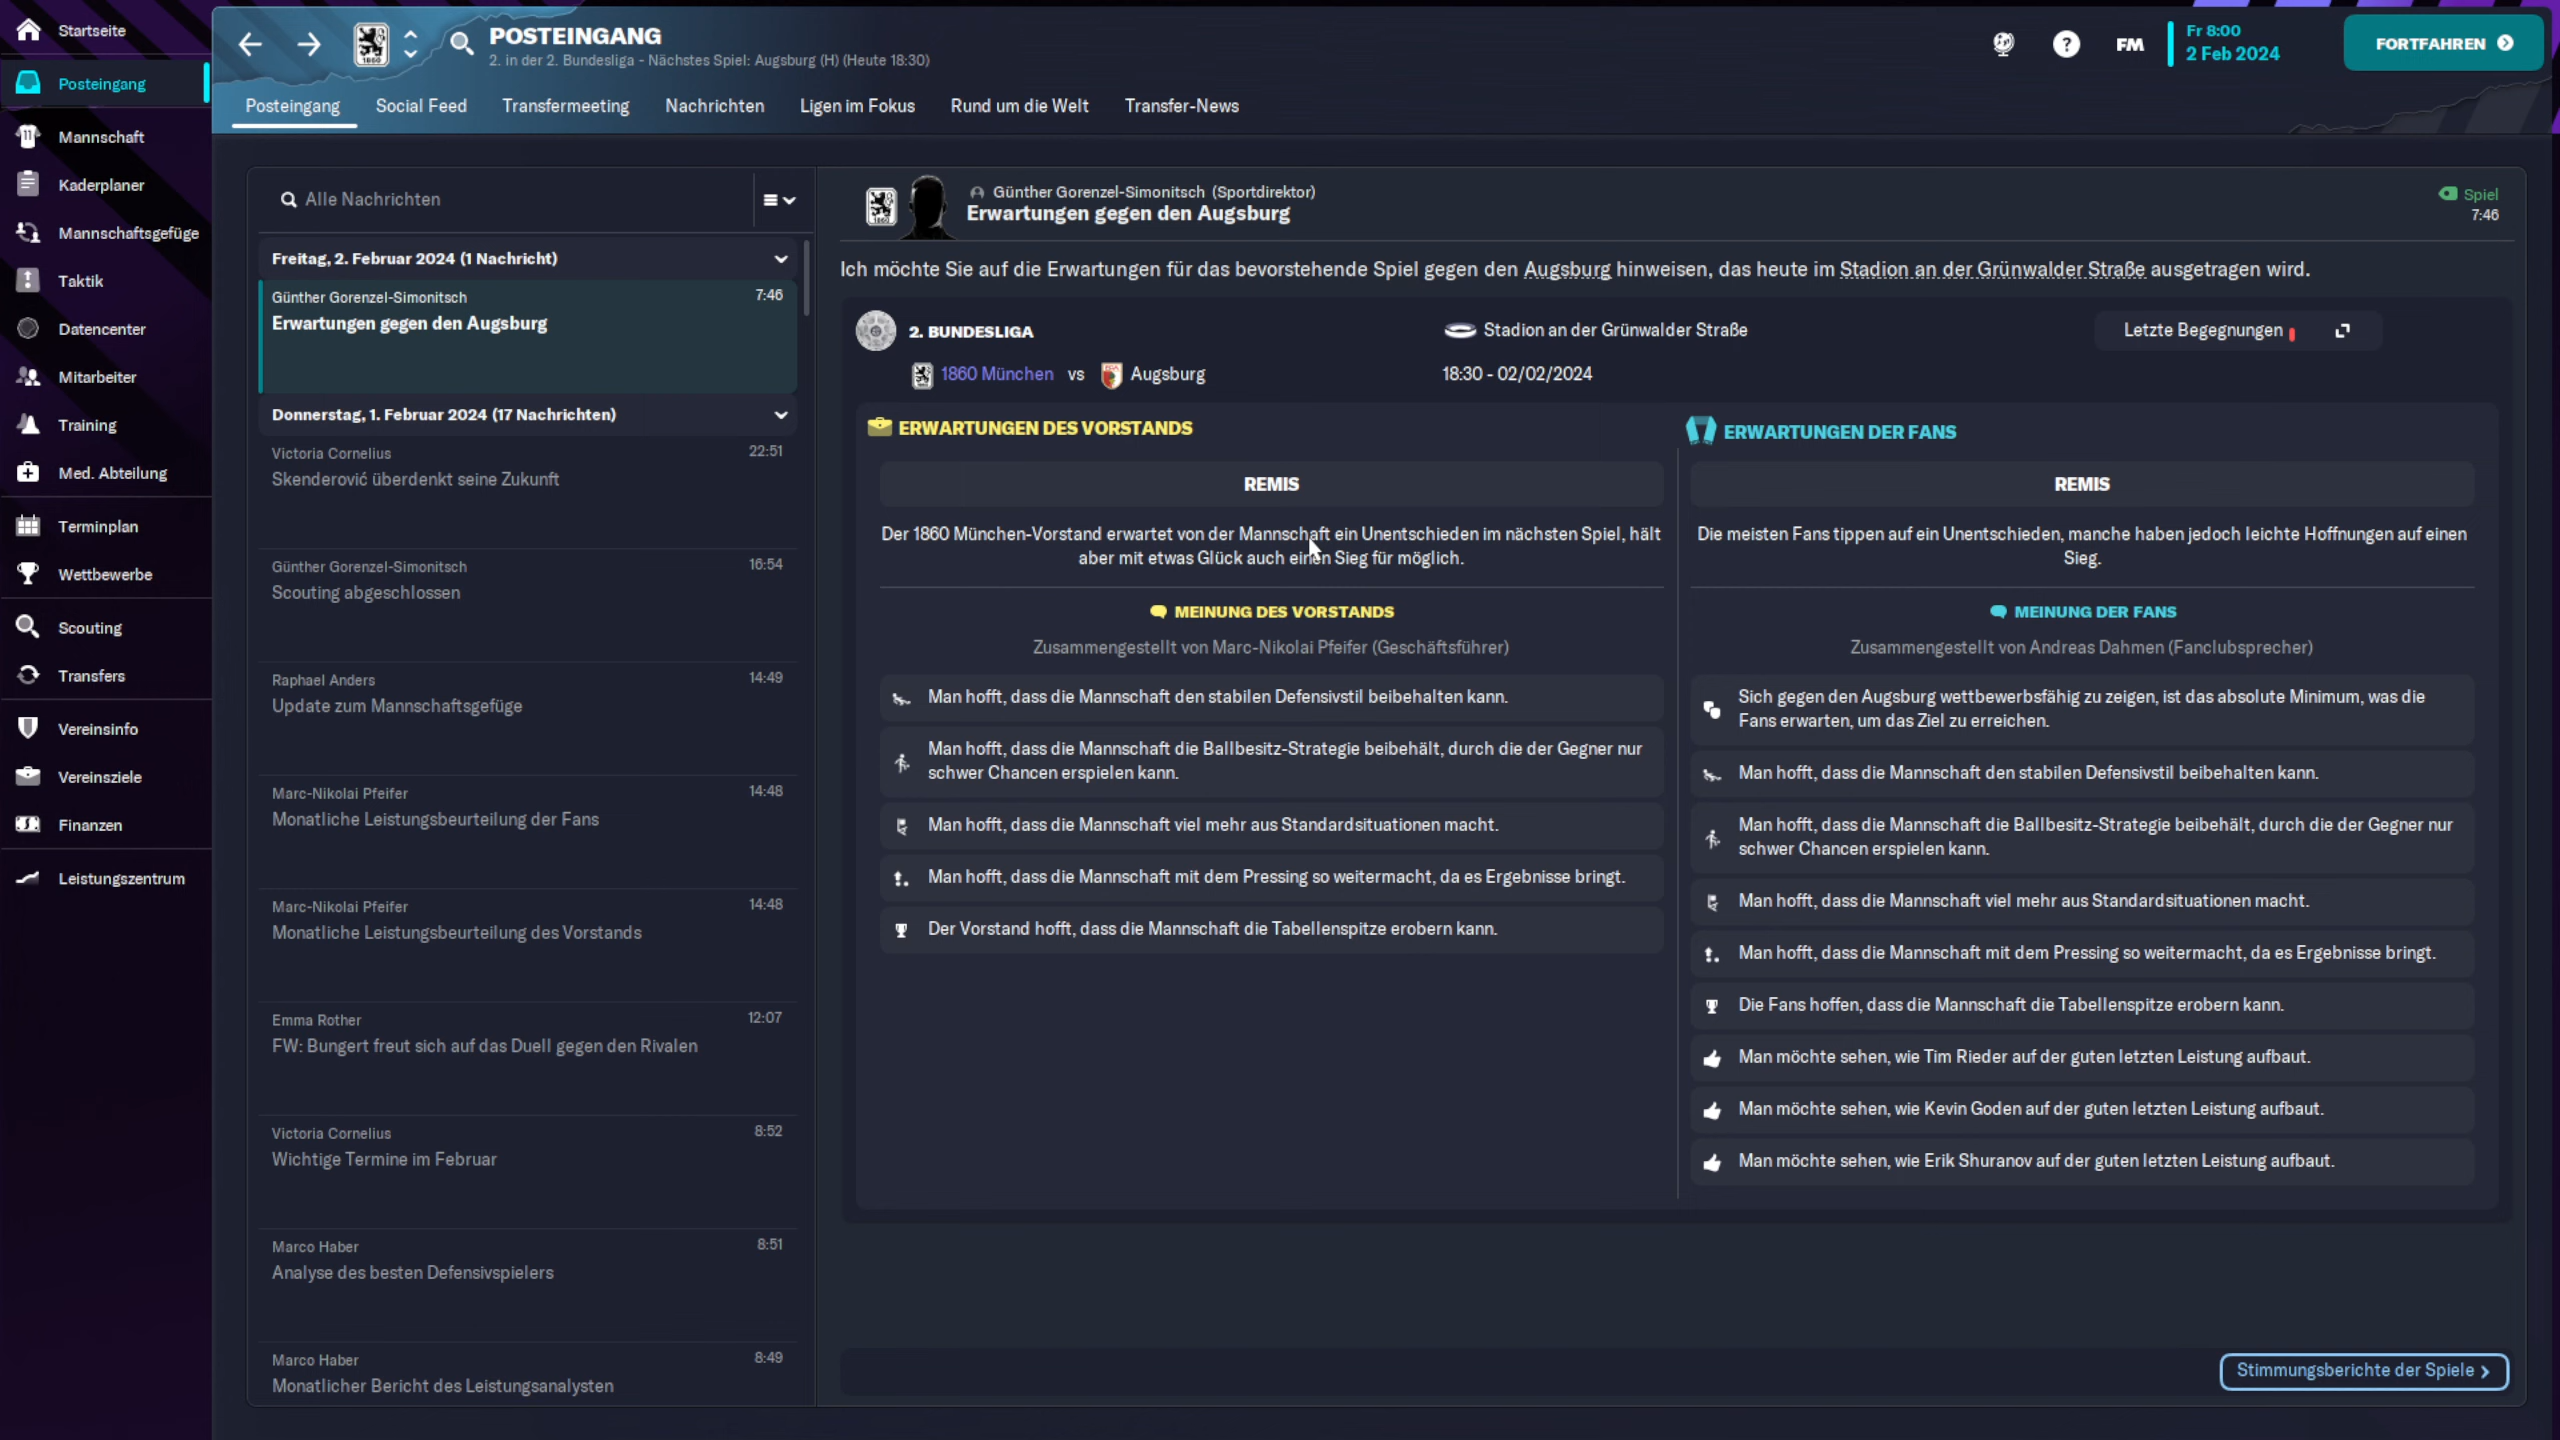 Startseite
Posteingang
Mannschaft
Kaderplaner
Mannschaftsgefüge
Taktik
Datencenter
Mitarbeiter
Training
Med. Abteilung
Terminplan
Wettbewerbe
Scouting
Transfers
Vereinsinfo
Vereinsziele
Finanzen
Leistungszentrum
POSTEINGANG
2. in der 2. Bundesliga - Nächstes Spiel: Augsburg (H) (Heute 18:30)
FM
Fr 8:00
2 Feb 2024
FORTFAHREN
Posteingang
Social Feed
Transfermeeting
Nachrichten
Ligen im Fokus
Rund um die Welt
Transfer-News
Alle Nachrichten
Freitag, 2. Februar 2024 (1 Nachricht)
Günther Gorenzel-Simonitsch 7:46
Erwartungen gegen den Augsburg
Donnerstag, 1. Februar 2024 (17 Nachrichten)
Victoria Cornelius 22:51
Skenderović überdenkt seine Zukunft
Günther Gorenzel-Simonitsch 16:54
Scouting abgeschlossen
Raphael Anders 14:49
Update zum Mannschaftsgefüge
Marc-Nikolai Pfeifer 14:48
Monatliche Leistungsbeurteilung der Fans
Marc-Nikolai Pfeifer 14:48
Monatliche Leistungsbeurteilung des Vorstands
Emma Rother 12:07
FW: Bungert freut sich auf das Duell gegen den Rivalen
Victoria Cornelius 8:52
Wichtige Termine im Februar
Marco Haber 8:51
Analyse des besten Defensivspielers
Marco Haber 8:49
Monatlicher Bericht des Leistungsanalysten
Günther Gorenzel-Simonitsch (Sportdirektor)
Erwartungen gegen den Augsburg
Spiel
7:46
Ich möchte Sie auf die Erwartungen für das bevorstehende Spiel gegen den Augsburg hinweisen, das heute im Stadion an der Grünwalder Straße ausgetragen wird.
2. BUNDESLIGA
Stadion an der Grünwalder Straße
Letzte Begegnungen
1860 München vs Augsburg
18:30 - 02/02/2024
ERWARTUNGEN DES VORSTANDS
REMIS
Der 1860 München-Vorstand erwartet von der Mannschaft ein Unentschieden im nächsten Spiel, hält
aber mit etwas Glück auch einen Sieg für möglich.
MEINUNG DES VORSTANDS
Zusammengestellt von Marc-Nikolai Pfeifer (Geschäftsführer)
Man hofft, dass die Mannschaft den stabilen Defensivstil beibehalten kann.
Man hofft, dass die Mannschaft die Ballbesitz-Strategie beibehält, durch die der Gegner nur
schwer Chancen erspielen kann.
Man hofft, dass die Mannschaft viel mehr aus Standardsituationen macht.
Man hofft, dass die Mannschaft mit dem Pressing so weitermacht, da es Ergebnisse bringt.
Der Vorstand hofft, dass die Mannschaft die Tabellenspitze erobern kann.
ERWARTUNGEN DER FANS
REMIS
Die meisten Fans tippen auf ein Unentschieden, manche haben jedoch leichte Hoffnungen auf einen
Sieg.
MEINUNG DER FANS
Zusammengestellt von Andreas Dahmen (Fanclubsprecher)
Sich gegen den Augsburg wettbewerbsfähig zu zeigen, ist das absolute Minimum, was die
Fans erwarten, um das Ziel zu erreichen.
Man hofft, dass die Mannschaft den stabilen Defensivstil beibehalten kann.
Man hofft, dass die Mannschaft die Ballbesitz-Strategie beibehält, durch die der Gegner nur
schwer Chancen erspielen kann.
Man hofft, dass die Mannschaft viel mehr aus Standardsituationen macht.
Man hofft, dass die Mannschaft mit dem Pressing so weitermacht, da es Ergebnisse bringt.
Die Fans hoffen, dass die Mannschaft die Tabellenspitze erobern kann.
Man möchte sehen, wie Tim Rieder auf der guten letzten Leistung aufbaut.
Man möchte sehen, wie Kevin Goden auf der guten letzten Leistung aufbaut.
Man möchte sehen, wie Erik Shuranov auf der guten letzten Leistung aufbaut.
Stimmungsberichte der Spiele